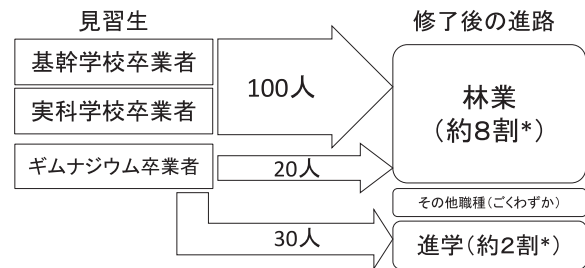 見習生
修了後の進路
基幹学校卒業者
実科学校卒業者
100人
林業
(約8割*)
ギムナジウム卒業者
20人
その他職種(ごくわずか)
30人
進学(約2割*)